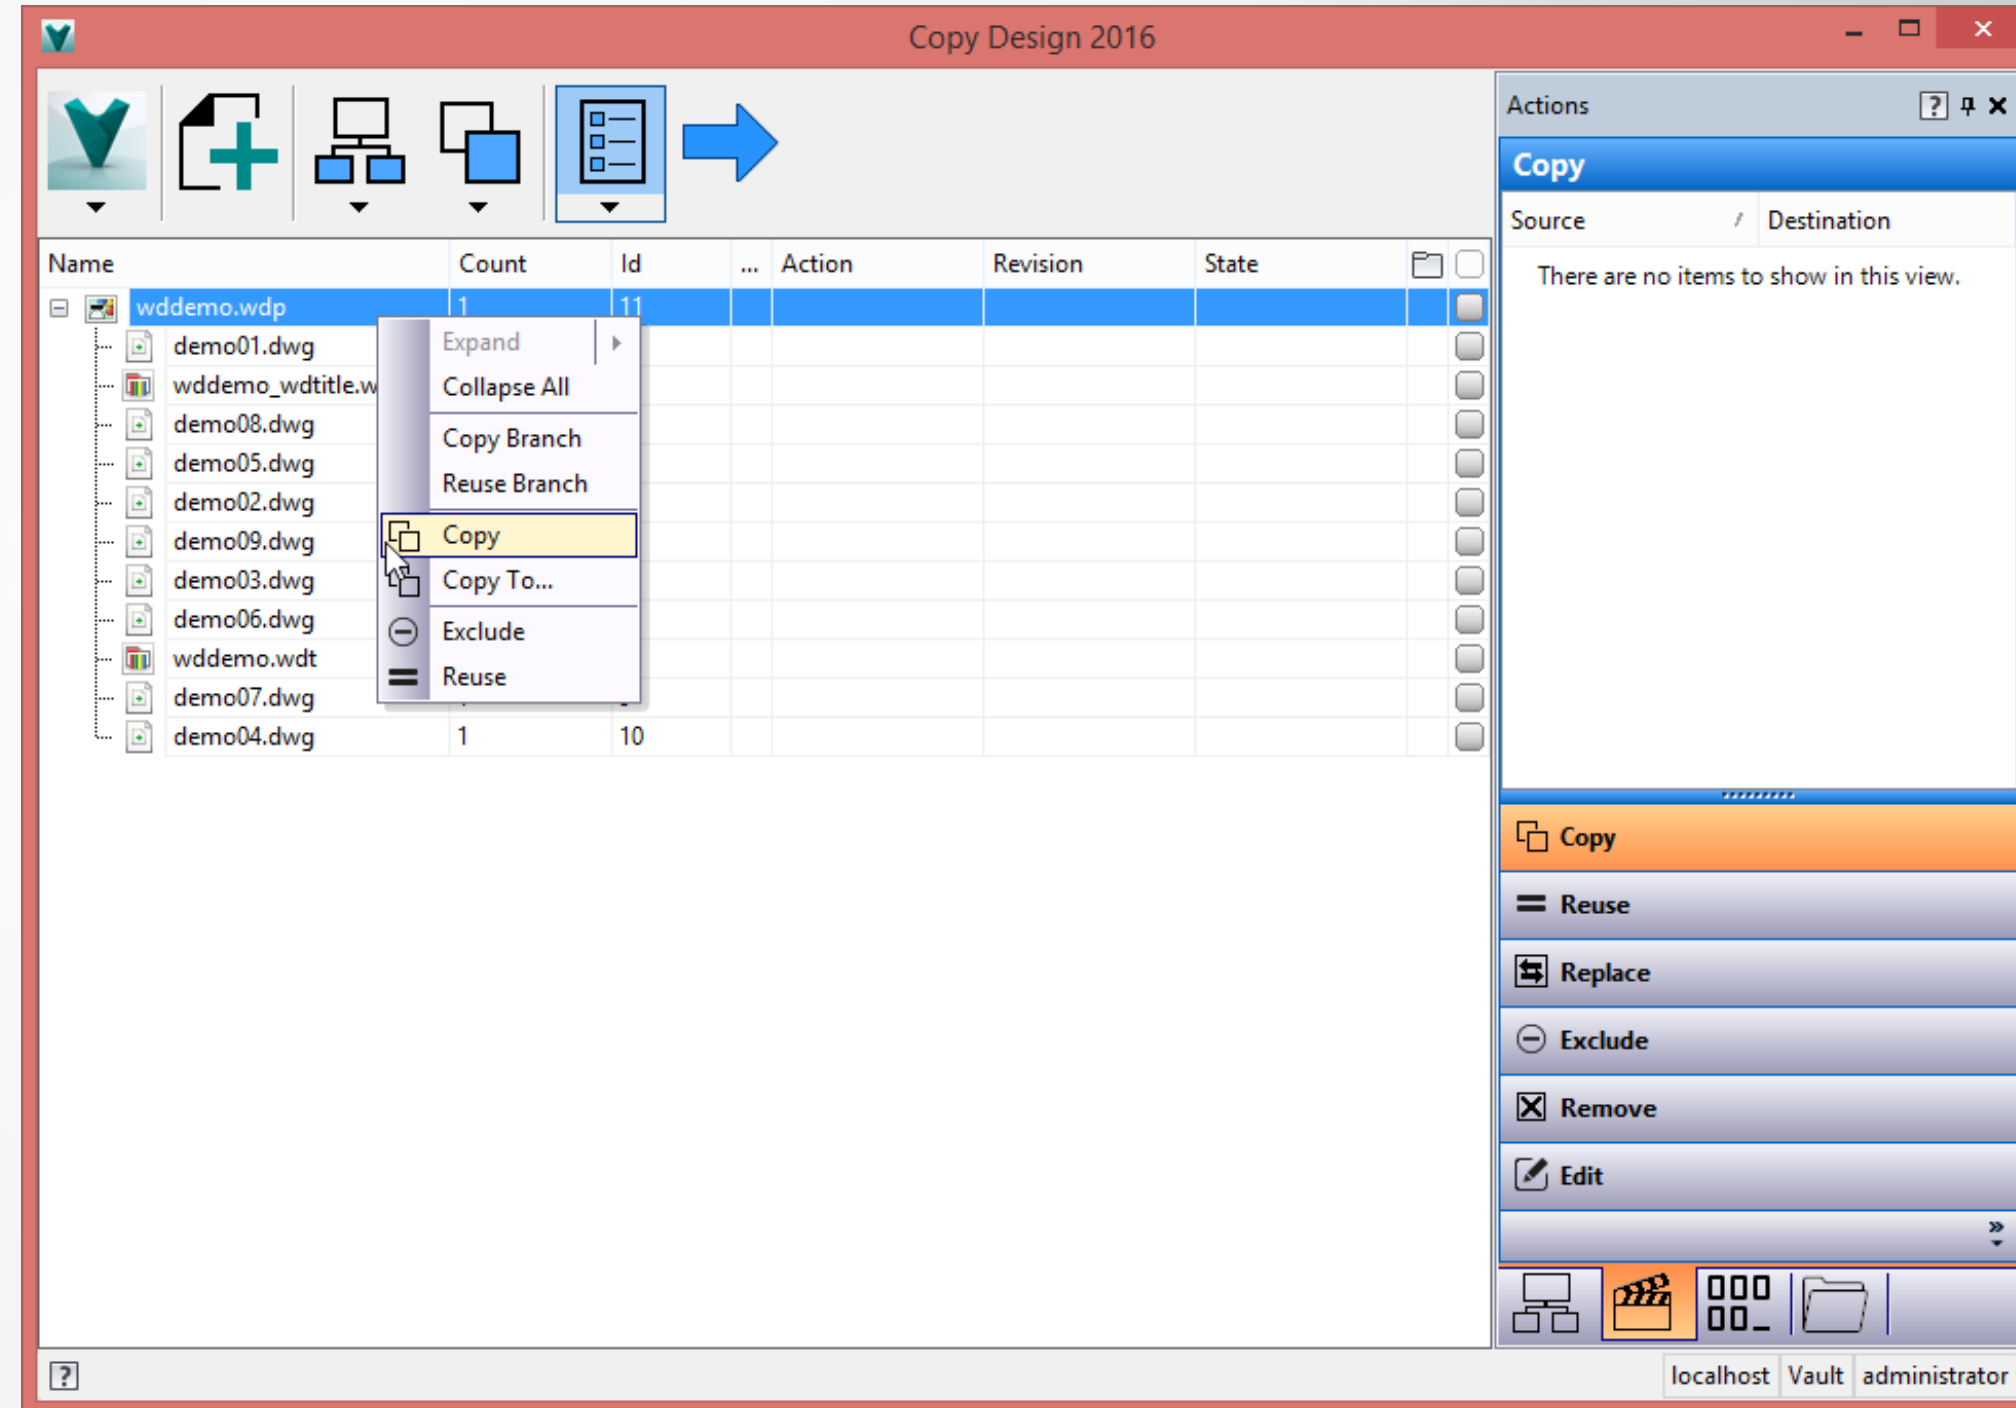 Copy Design 2016
Name Count Id ... Action Revision State
wddemo.wdp 1 11
demo01.dwg
wddemo_wdtitle.w
demo08.dwg
demo05.dwg
demo02.dwg
demo09.dwg
demo03.dwg
demo06.dwg
wddemo.wdt
demo07.dwg
demo04.dwg 1 10
Expand
Collapse All
Copy Branch
Reuse Branch
Copy
Copy To...
Exclude
Reuse
Actions
Copy
Source Destination
There are no items to show in this view.
Copy
Reuse
Replace
Exclude
Remove
Edit
localhost Vault administrator